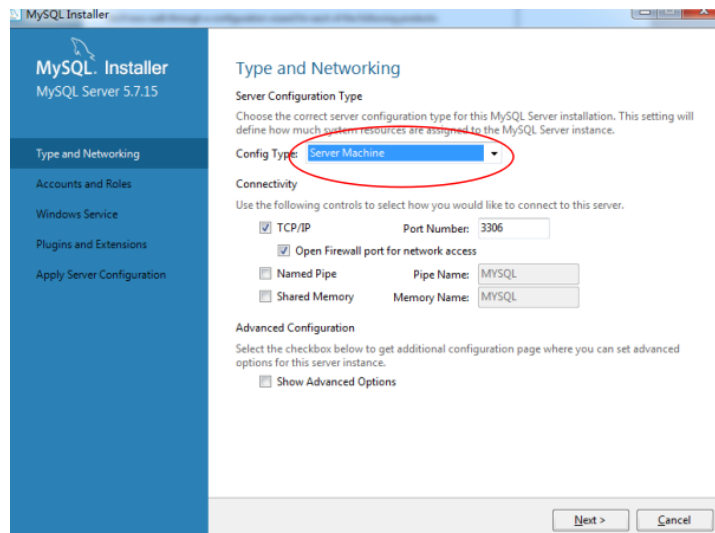 MySQL Installer
MySQL. Installer
MySQL Server 5.7.15
Type and Networking
Accounts and Roles
Windows Service
Plugins and Extensions
Apply Server Configuration
Type and Networking
Server Configuration Type
Choose the correct server configuration type for this MySQL Server installation. This setting will
define how much system resources are assigned to the MySQL Server instance.
Config Type: Server Machine
Connectivity
Use the following controls to select how you would like to connect to this server.
TCP/IP Port Number: 3306
Open Firewall port for network access
Named Pipe Pipe Name: MYSQL
Shared Memory Memory Name: MYSQL
Advanced Configuration
Select the checkbox below to get additional configuration page where you can set advanced
options for this server instance.
Show Advanced Options
Next > Cancel